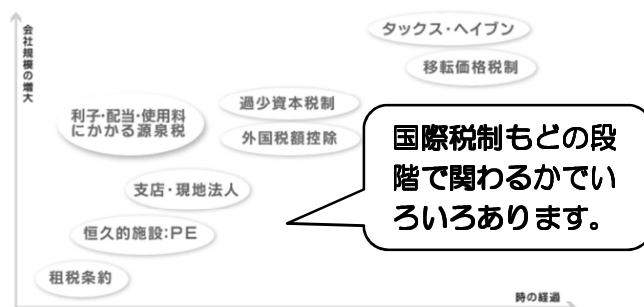 会社規模の増大
タックス・ヘイブン
移転価格税制
過少資本税制
利子・配当・使用料
にかかる源泉税
外国税額控除
国際税制もどの段
階で関わるかでい
ろいろあります。
支店・現地法人
恒久的施設:PE
租税条約
時の経過